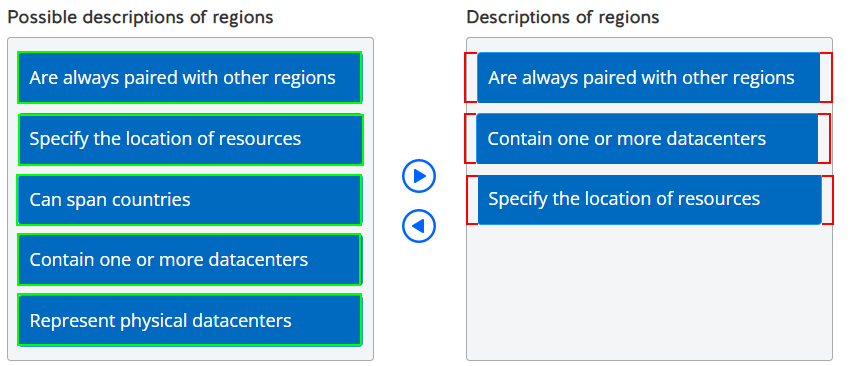 Possible descriptions of regions
Are always paired with other regions
Specify the location of resources
Can span countries
Contain one or more datacenters
Represent physical datacenters
Descriptions of regions
Are always paired with other regions
Contain one or more datacenters
Specify the location of resources